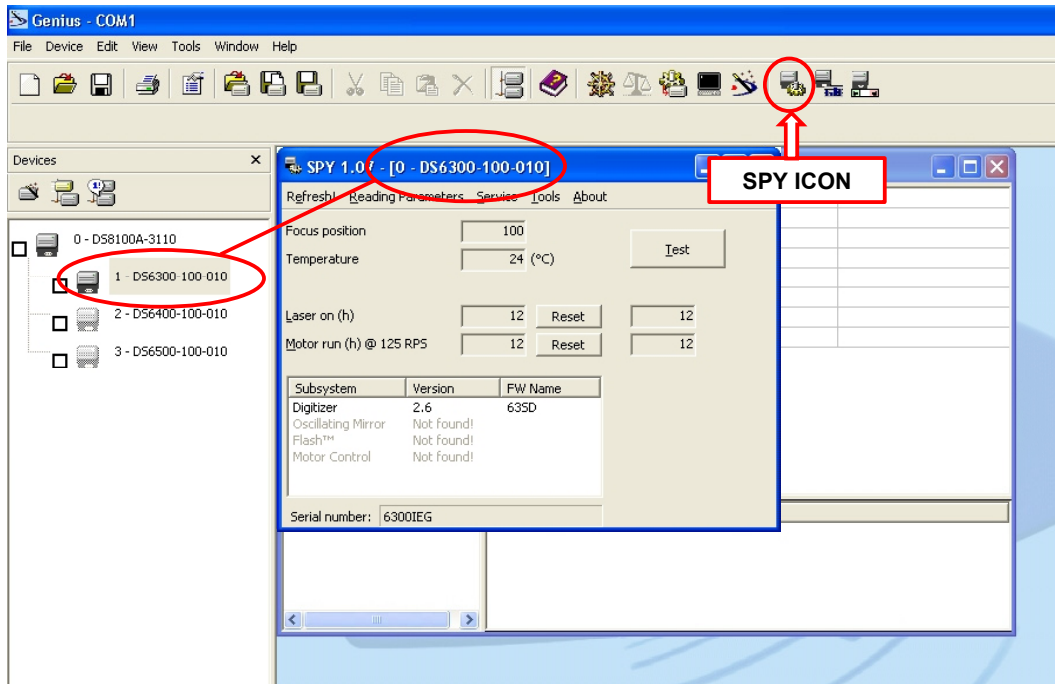 Genius - COM1
File Device Edit View Tools Window Help
SPY ICON
Devices
0 - DS8100A-3110
1 - DS6300-100-010
2 - DS6400-100-010
3 - DS6500-100-010
SPY 1.07 - [0 - DS6300-100-010]
Refresh! Reading Parameters Service Tools About
Focus position 100
Temperature 24 (°C)
Test
Laser on (h) 12 Reset 12
Motor run (h) @ 125 RPS 12 Reset 12
Subsystem Version FW Name
Digitizer 2.6 63SD
Oscillating Mirror Not found!
Flash™ Not found!
Motor Control Not found!
Serial number: 6300IEG